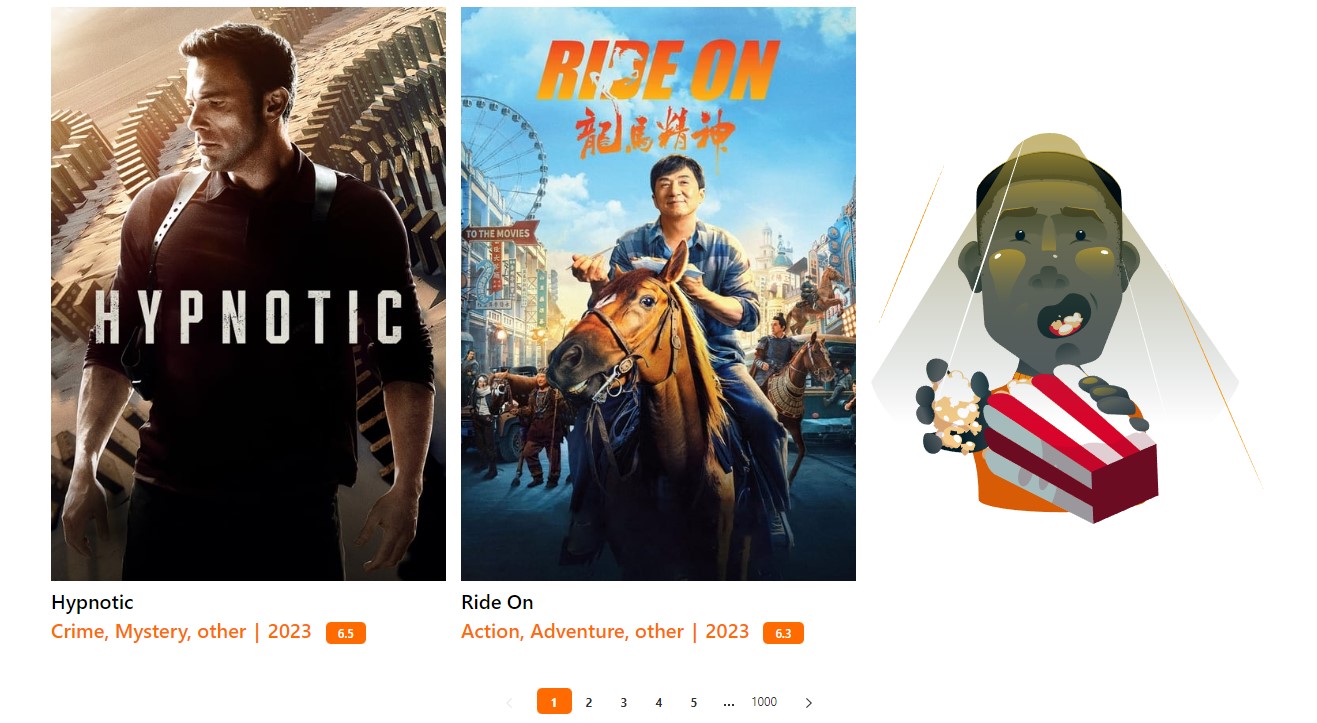 HYPNOTIC
RIDE ON
龍馬精神
TO THE MOVIES
Hypnotic
Crime, Mystery, other | 2023 6.5
Ride On
Action, Adventure, other | 2023 6.3
1 2 3 4 5 ... 1000